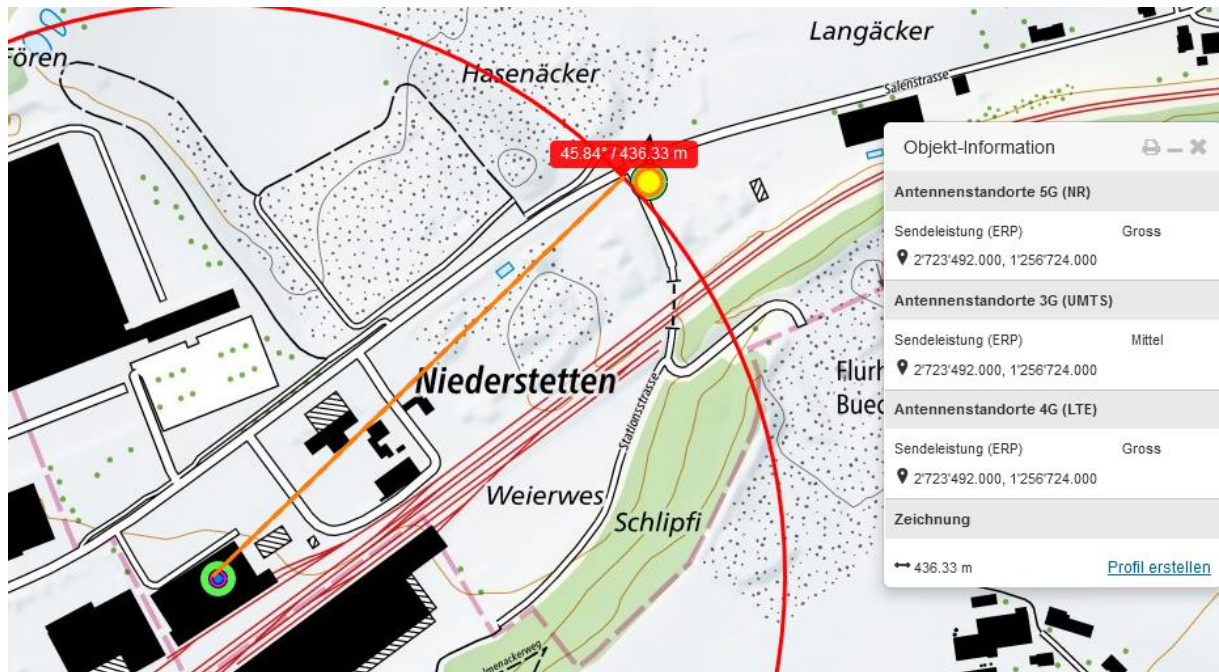 Langäcker
Fören
Hasenäcker
Salenstrasse
45.84° / 436.33 m
Objekt-Information
Antennenstandorte 5G (NR)
Sendeleistung (ERP) Gross
2'723'492.000, 1'256'724.000
Antennenstandorte 3G (UMTS)
Sendeleistung (ERP) Mittel
2'723'492.000, 1'256'724.000
Antennenstandorte 4G (LTE)
Sendeleistung (ERP) Gross
2'723'492.000, 1'256'724.000
Zeichnung
436.33 m Profil erstellen
Niederstetten
Stationsstrasse
Weierwes
Schlipfi